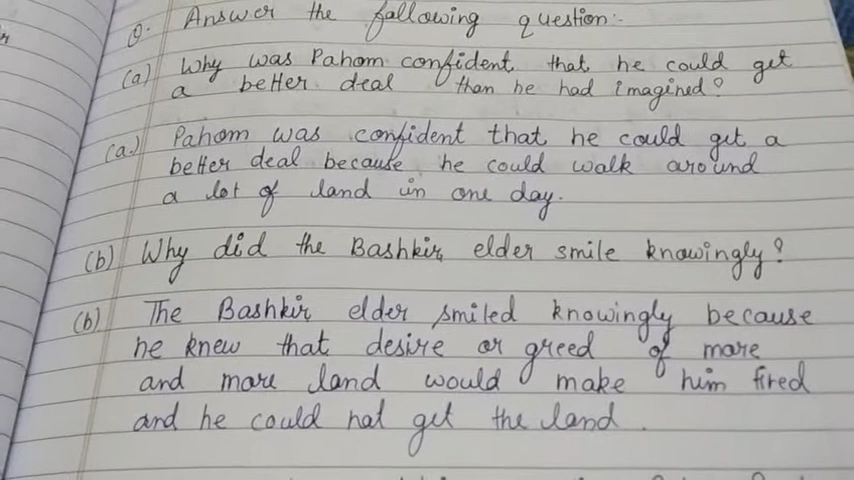 Q. Answer the following question:-
(a) Why was Pahom confident that he could get
a better deal than he had imagined?
(a.) Pahom was confident that he could get a
better deal because he could walk around
a lot of land in one day.
(b) Why did the Bashkir elder smile knowingly?
(b) The Bashkir elder smiled knowingly because
he knew that desire or greed of more
and more land would make him fired
and he could not get the land.